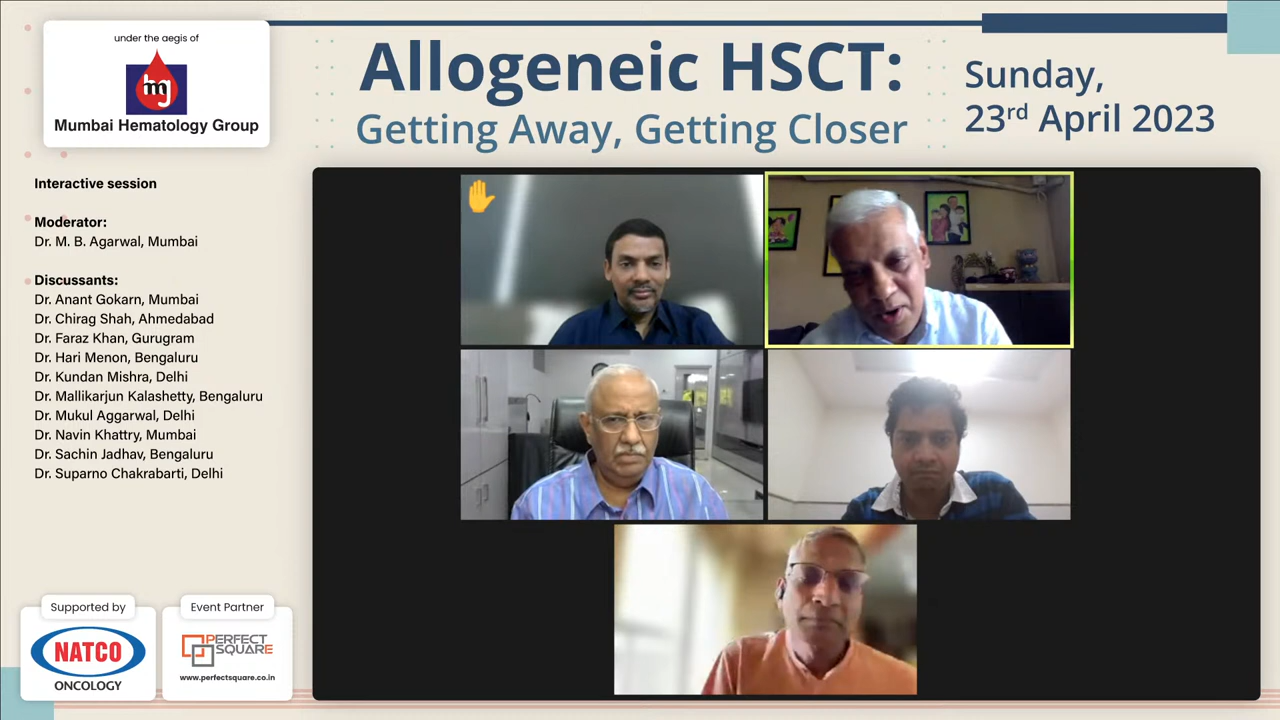 under the aegis of
hg
Mumbai Hematology Group
Allogeneic HSCT:
Getting Away, Getting Closer
Sunday,
23rd April 2023
Interactive session
Moderator:
Dr. M. B. Agarwal, Mumbai
Discussants:
Dr. Anant Gokarn, Mumbai
Dr. Chirag Shah, Ahmedabad
Dr. Faraz Khan, Gurugram
Dr. Hari Menon, Bengaluru
Dr. Kundan Mishra, Delhi
Dr. Mallikarjun Kalashetty, Bengaluru
Dr. Mukul Aggarwal, Delhi
Dr. Navin Khattry, Mumbai
Dr. Sachin Jadhav, Bengaluru
Dr. Suparno Chakrabarti, Delhi
Supported by
NATCO
ONCOLOGY
Event Partner
PERFECT
SQUARE
www.perfectsquare.co.in